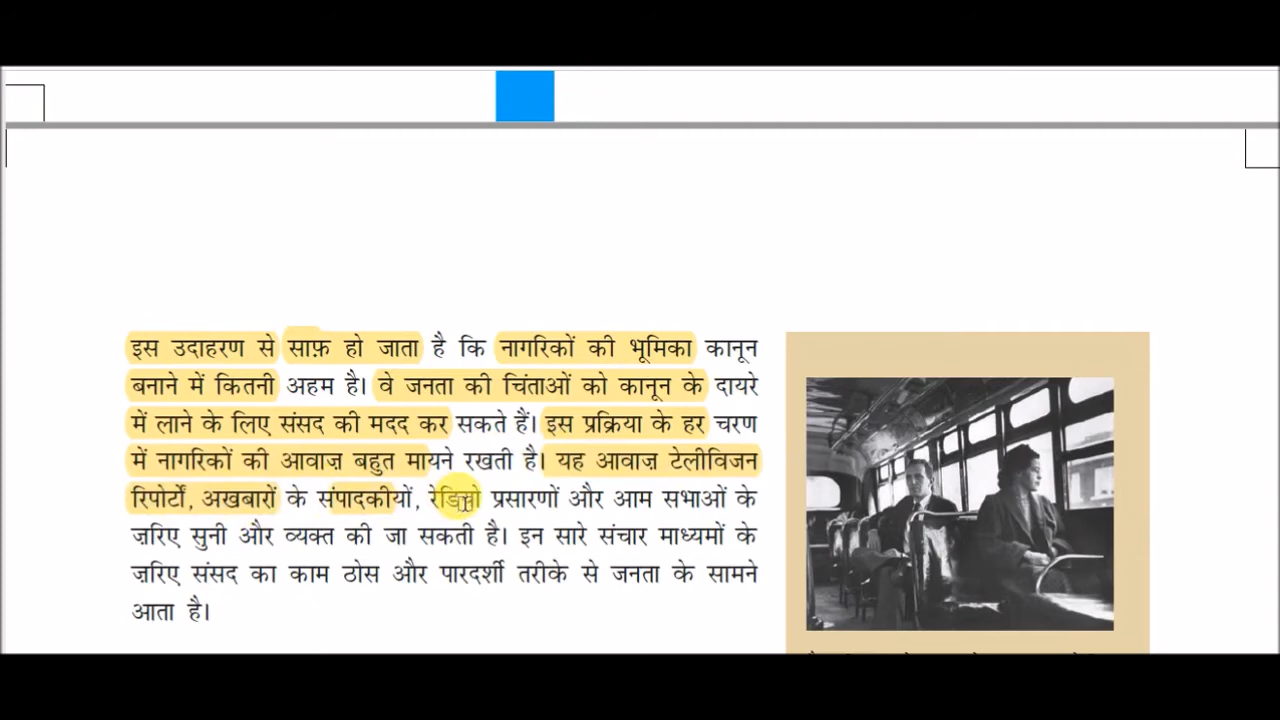 इस उदाहरण से साफ़ हो जाता है कि नागरिकों की भूमिका कानून
बनाने में कितनी अहम है। वे जनता की चिंताओं को कानून के दायरे
में लाने के लिए संसद की मदद कर सकते हैं। इस प्रक्रिया के हर चरण
में नागरिकों की आवाज़ बहुत मायने रखती है। यह आवाज़ टेलीविजन
रिपोर्टों, अखबारों के संपादकीयों, रेडियो प्रसारणों और आम सभाओं के
ज़रिए सुनी और व्यक्त की जा सकती है। इन सारे संचार माध्यमों के
ज़रिए संसद का काम ठोस और पारदर्शी तरीके से जनता के सामने
आता है।